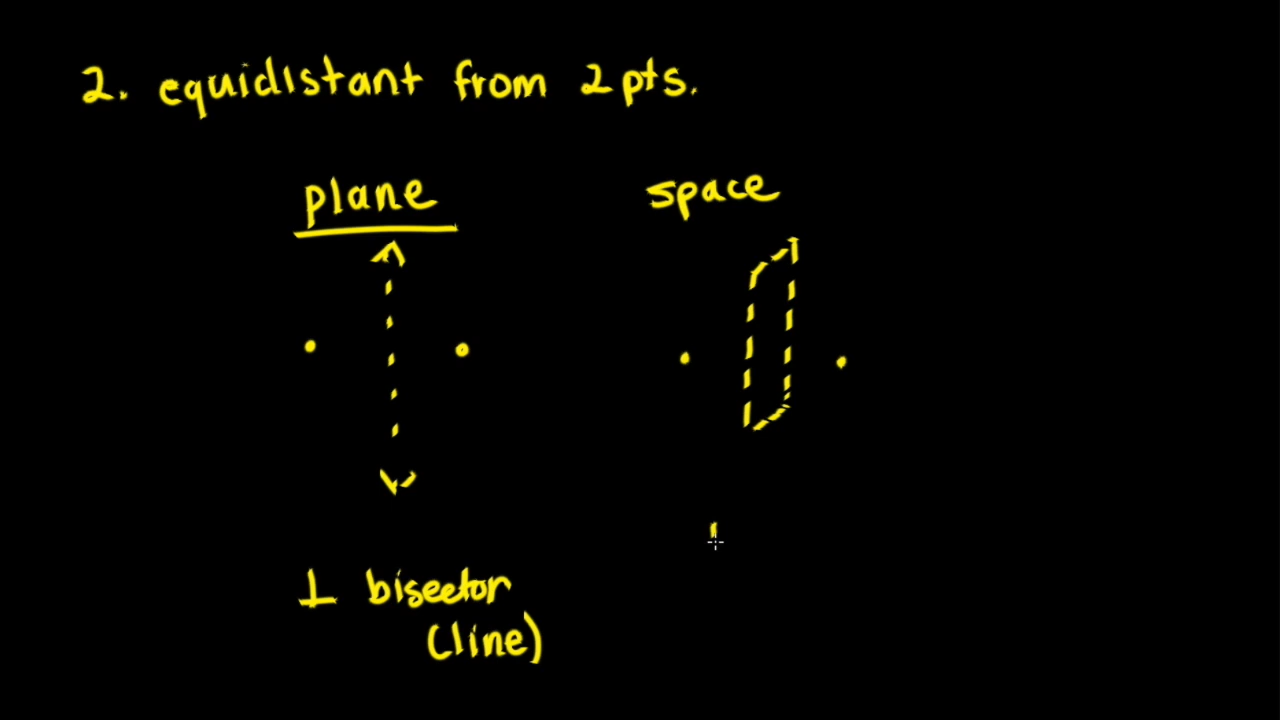 2. equidistant from 2 pts.
plane
space
⊥ bisector
(line)